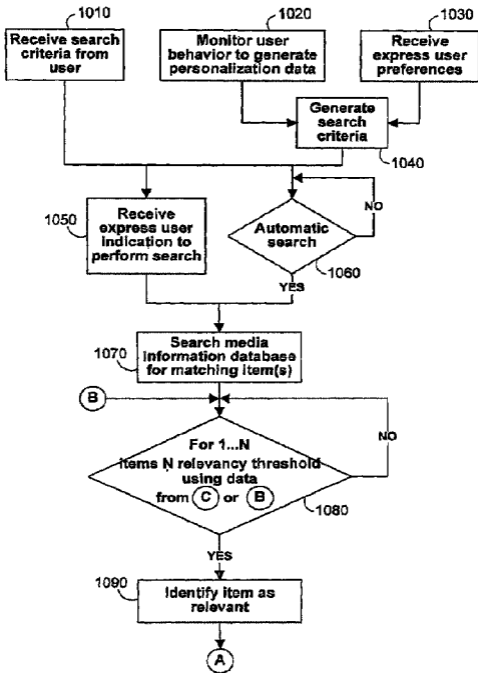 1010
1020
1030
Receive search
criteria from
user
Monitor user
behavior to generate
personalization data
Receive
express user
preferences
Generate
search
criteria
1040
1050
Receive
express user
indication to
perform search
Automatic
search
NO
1060
YES
1070
Search media
information database
for matching item(s)
B
For 1...N
items N relevancy threshold
using data
from C or B
NO
1080
YES
1090
Identify item as
relevant
A